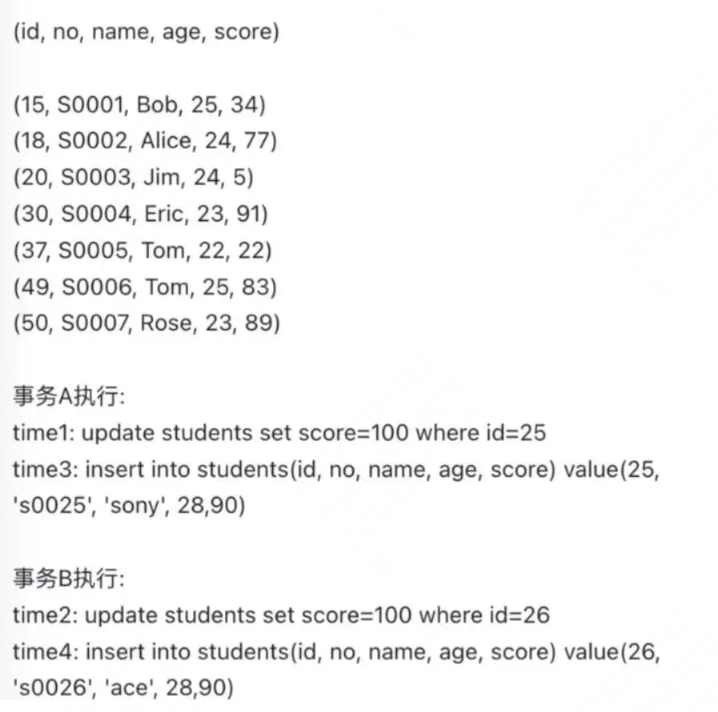 (id, no, name, age, score)
(15, S0001, Bob, 25, 34)
(18, S0002, Alice, 24, 77)
(20, S0003, Jim, 24, 5)
(30, S0004, Eric, 23, 91)
(37, S0005, Tom, 22, 22)
(49, S0006, Tom, 25, 83)
(50, S0007, Rose, 23, 89)
事务A执行:
time1: update students set score=100 where id=25
time3: insert into students(id, no, name, age, score) value(25,
's0025', 'sony', 28,90)
事务B执行:
time2: update students set score=100 where id=26
time4: insert into students(id, no, name, age, score) value(26,
's0026', 'ace', 28,90)